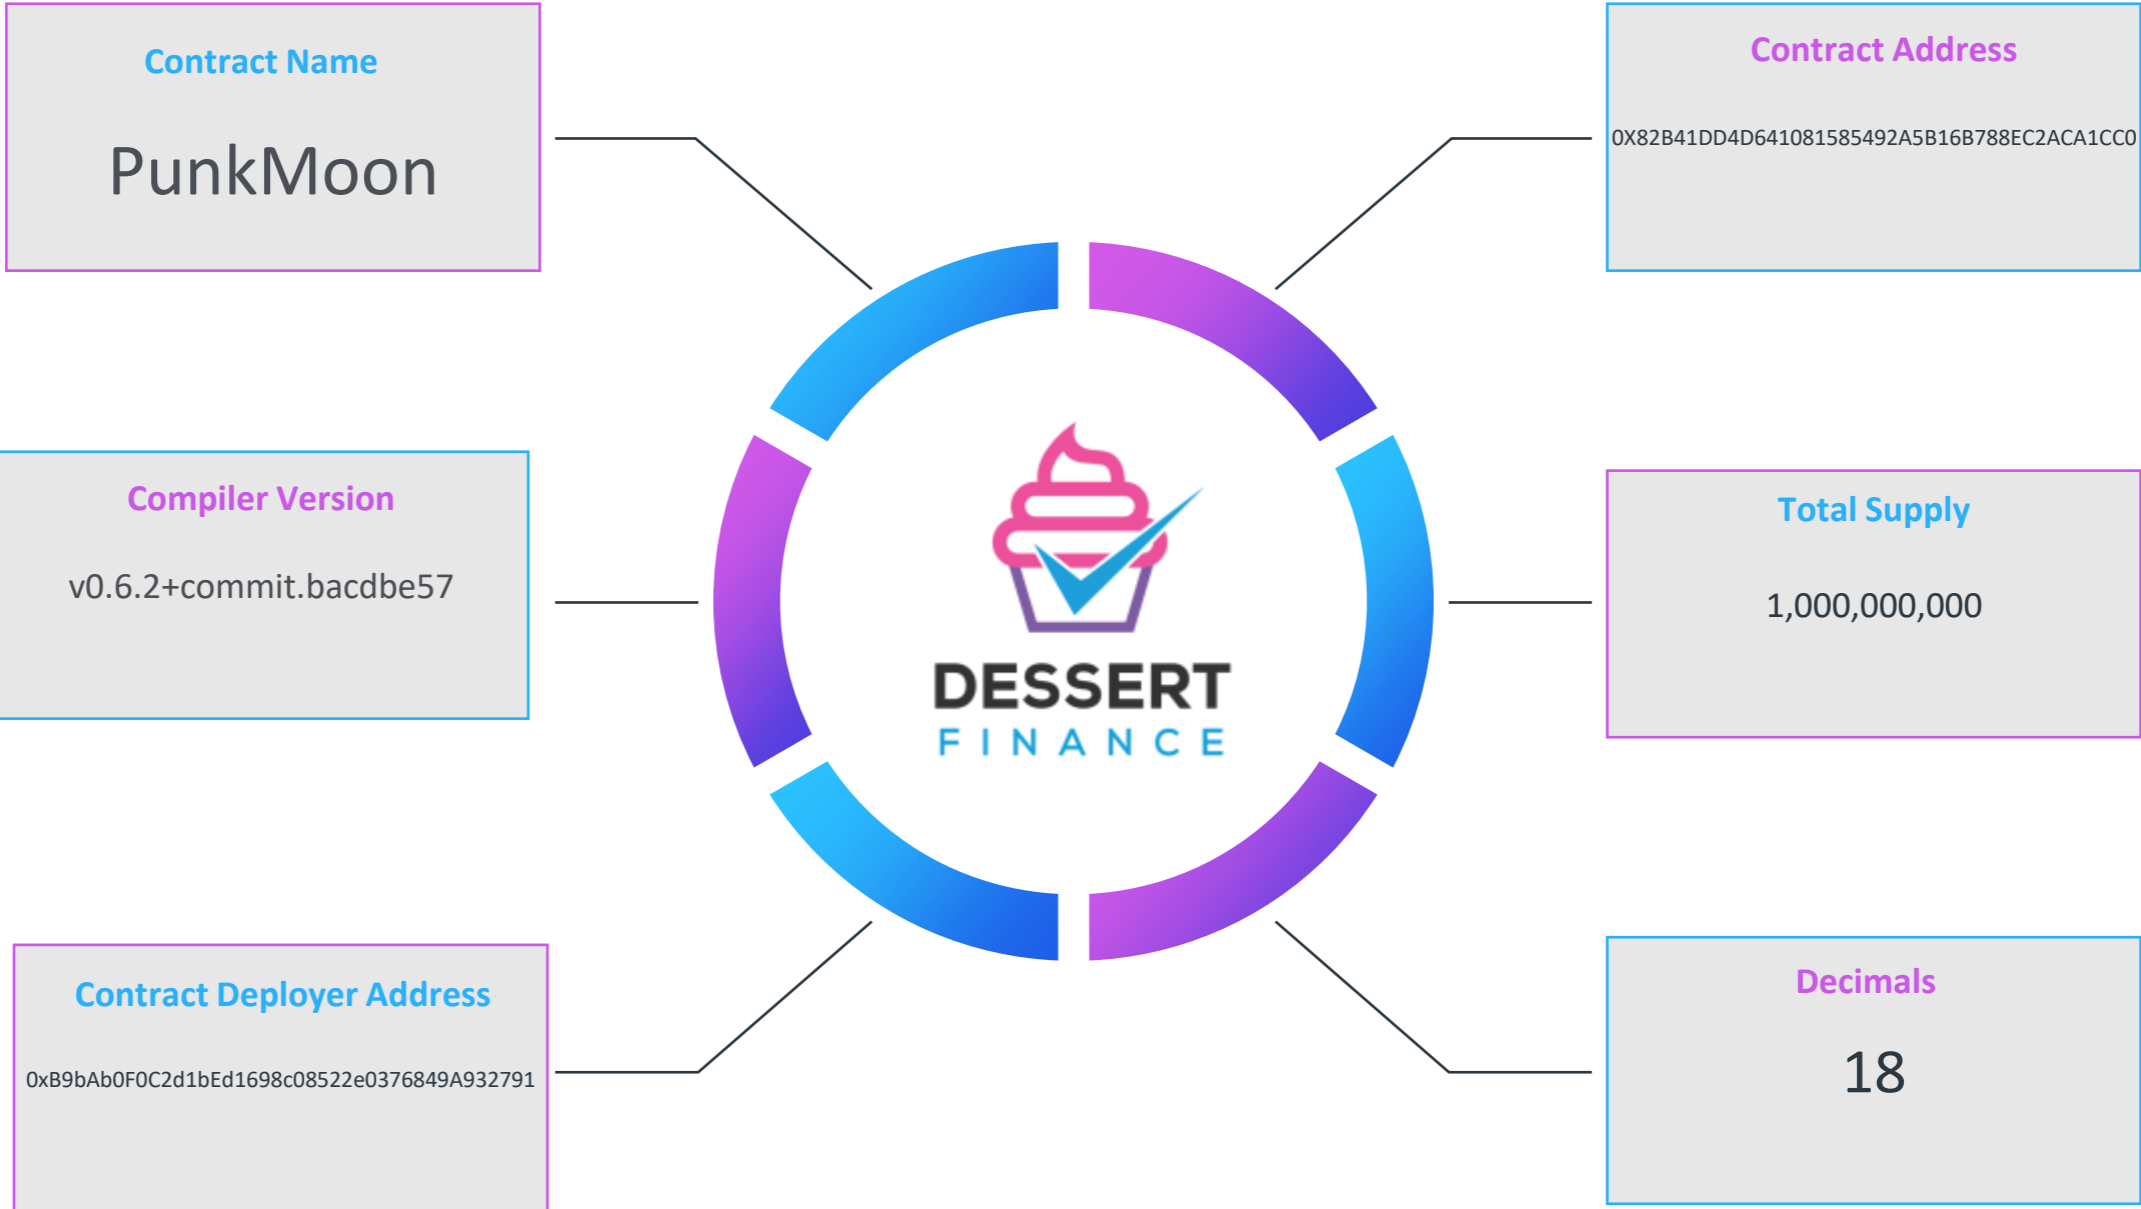 Contract Name
PunkMoon
Contract Address
0X82B41DD4D641081585492A5B16B788EC2ACA1CC0
Compiler Version
v0.6.2+commit.bacdbe57
DESSERT
FINANCE
Total Supply
1,000,000,000
Contract Deployer Address
0xB9bAb0F0C2d1bEd1698c08522e0376849A932791
Decimals
18